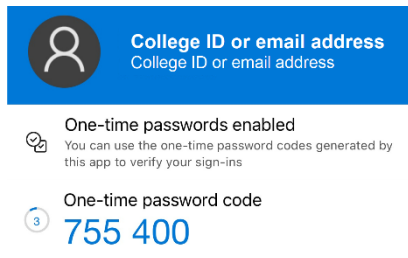 College ID or email address
College ID or email address
One-time passwords enabled
You can use the one-time password codes generated by
this app to verify your sign-ins
One-time password code
3
755 400